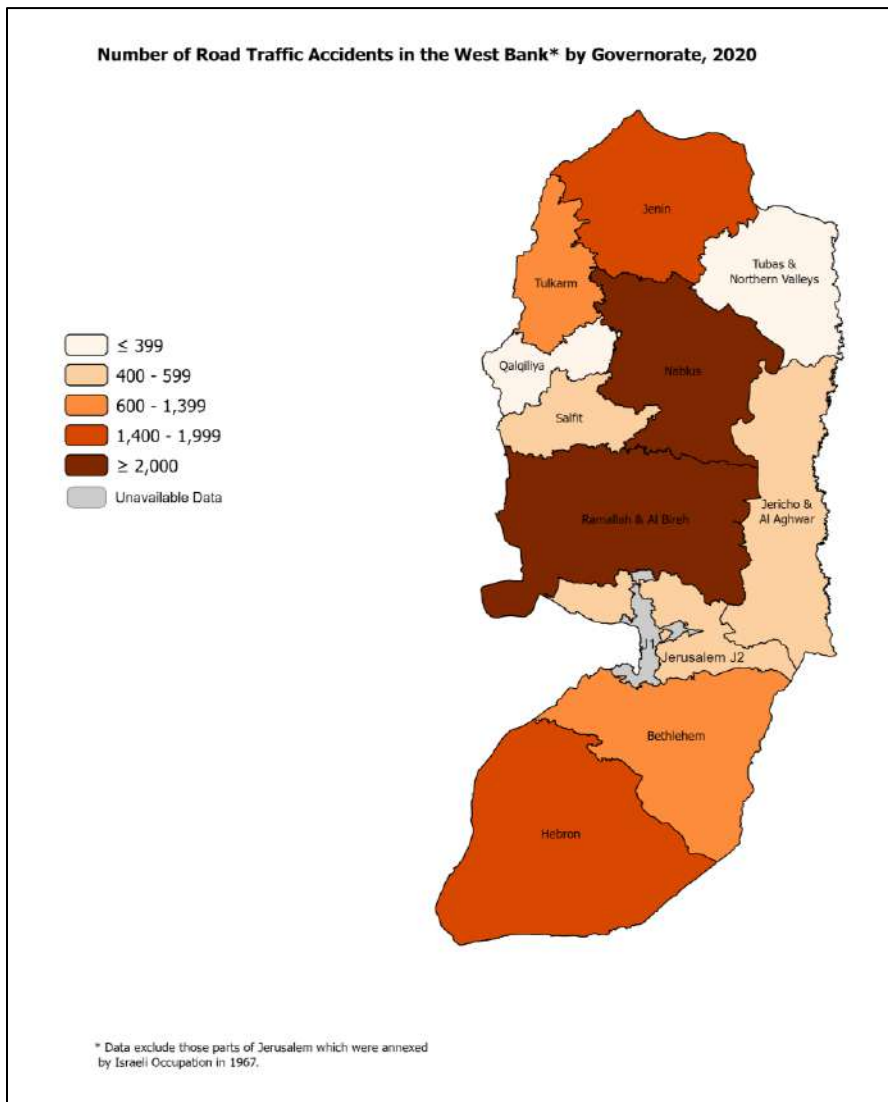 Number of Road Traffic Accidents in the West Bank* by Governorate, 2020
Jenin
Tubas &
Northern Valleys
Tulkarm
≤ 399
400 - 599
600 - 1,399
1,400 - 1,999
≥ 2,000
Unavailable Data
Qalqiliya
Nablus
Salfit
Jericho &
Al Aghwar
Ramallah & Al Bireh
J1
Jerusalem J2
Bethlehem
Hebron
* Data exclude those parts of Jerusalem which were annexed
by Israeli Occupation in 1967.